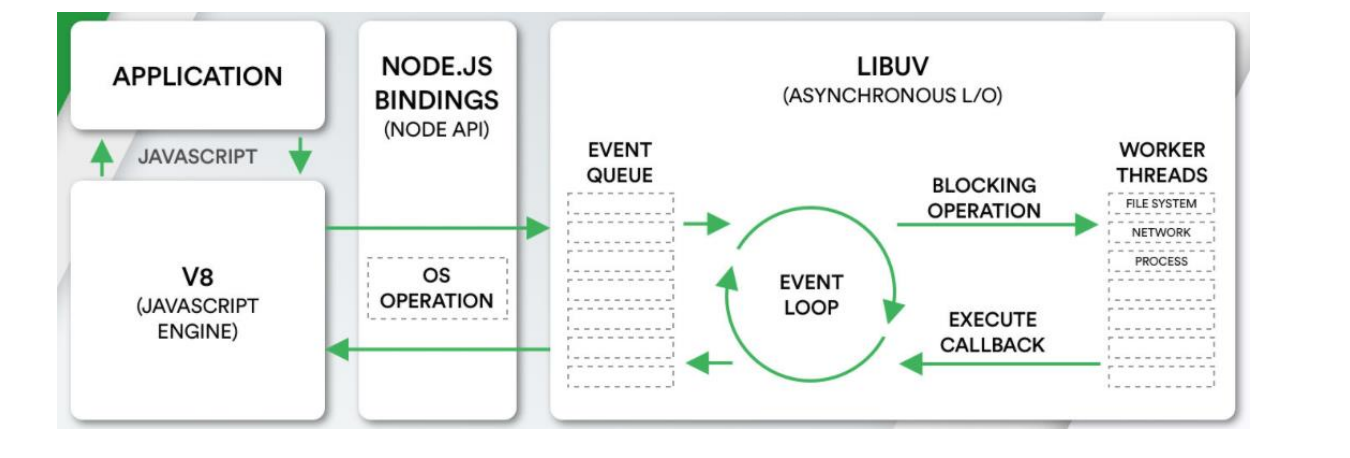 APPLICATION
JAVASCRIPT
V8
(JAVASCRIPT
ENGINE)
NODE.JS
BINDINGS
(NODE API)
OS
OPERATION
LIBUV
(ASYNCHRONOUS L/O)
EVENT
QUEUE
EVENT
LOOP
BLOCKING
OPERATION
EXECUTE
CALLBACK
WORKER
THREADS
FILE SYSTEM
NETWORK
PROCESS